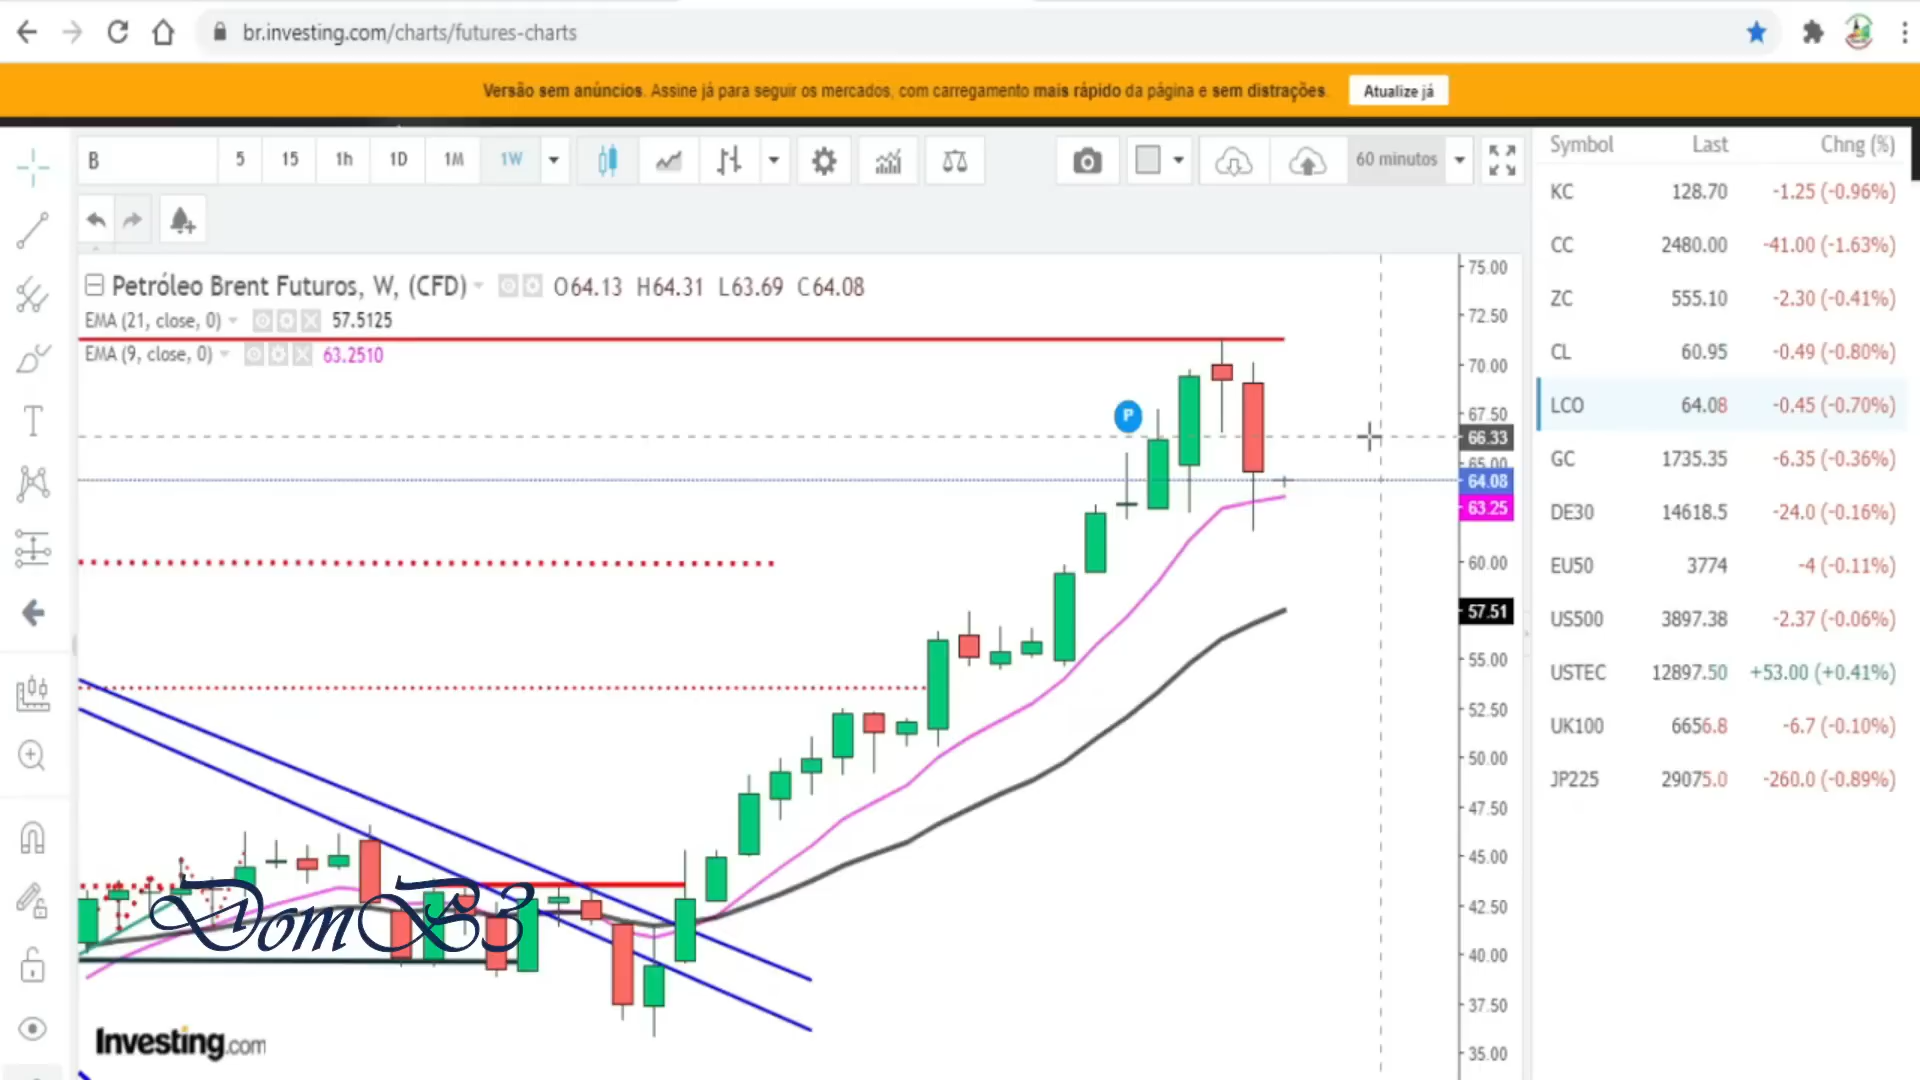 br.investing.com/charts/futures-charts
Versão sem anúncios. Assine já para seguir os mercados, com carregamento mais rápido da página e sem distrações. Atualize já
B 5 15 1h 1D 1M 1W 60 minutos
Petróleo Brent Futuros, W, (CFD) O64.13 H64.31 L63.69 C64.08
EMA (21, close, 0) 57.5125
EMA (9, close, 0) 63.2510
P
75.00
72.50
70.00
67.50
66.33
65.00
64.08
63.25
60.00
57.51
55.00
52.50
50.00
47.50
45.00
42.50
40.00
37.50
35.00
DomB3
Investing.com
Symbol Last Chng (%)
KC 128.70 -1.25 (-0.96%)
CC 2480.00 -41.00 (-1.63%)
ZC 555.10 -2.30 (-0.41%)
CL 60.95 -0.49 (-0.80%)
LCO 64.08 -0.45 (-0.70%)
GC 1735.35 -6.35 (-0.36%)
DE30 14618.5 -24.0 (-0.16%)
EU50 3774 -4 (-0.11%)
US500 3897.38 -2.37 (-0.06%)
USTEC 12897.50 +53.00 (+0.41%)
UK100 6656.8 -6.7 (-0.10%)
JP225 29075.0 -260.0 (-0.89%)